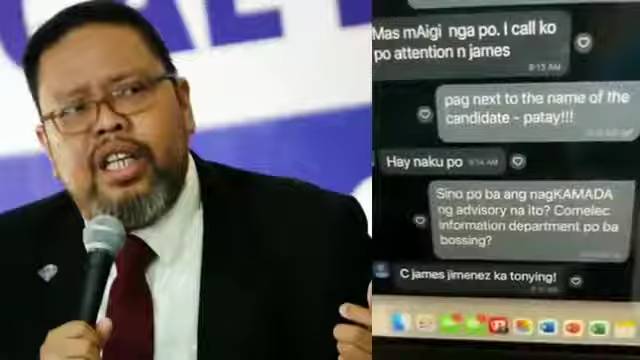 Mas mAigi nga po. I call ko
po attention n james
9:13 AM
pag next to the name of the
candidate - patay!!!
Hay naku po
9:14 AM
Sino po ba ang nagKAMADA
ng advisory na ito? Comelec
information department po ba
bossing?
C james jimenez ka tonying!